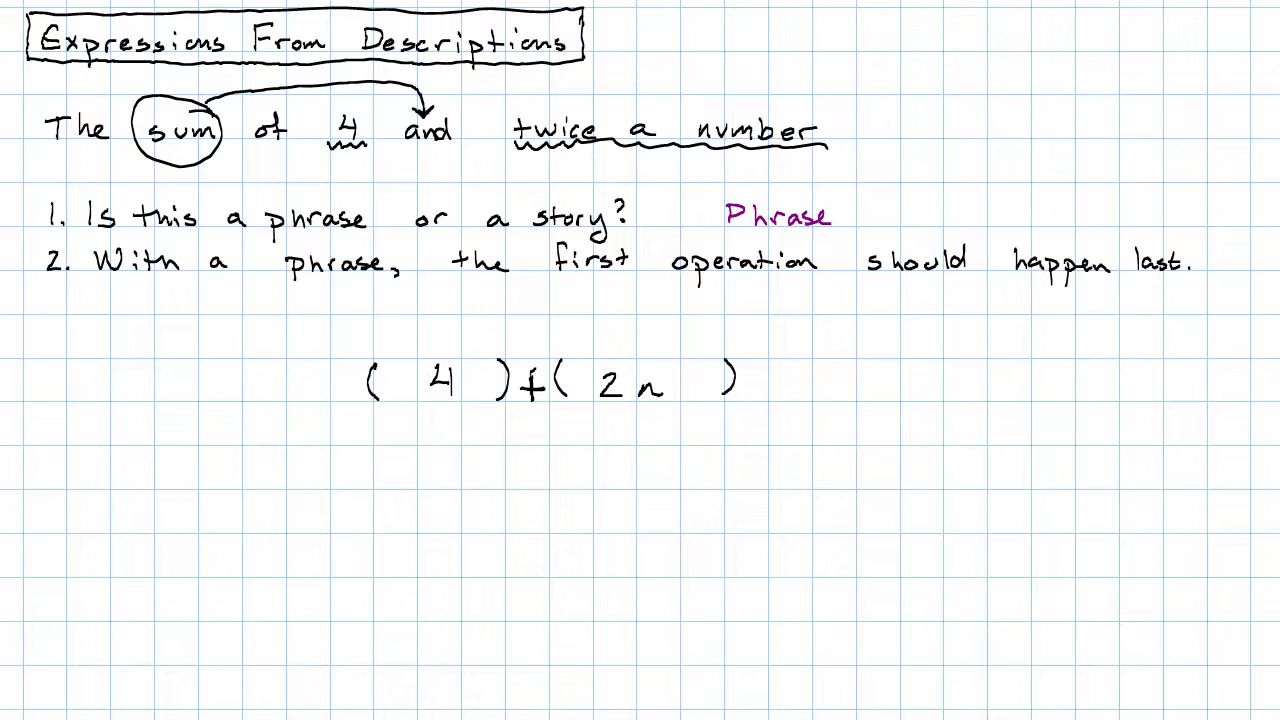 Expressions From Descriptions
The sum of 4 and twice a number
1. Is this a phrase or a story? Phrase
2. With a phrase, the first operation should happen last.
( 4 ) + ( 2n )